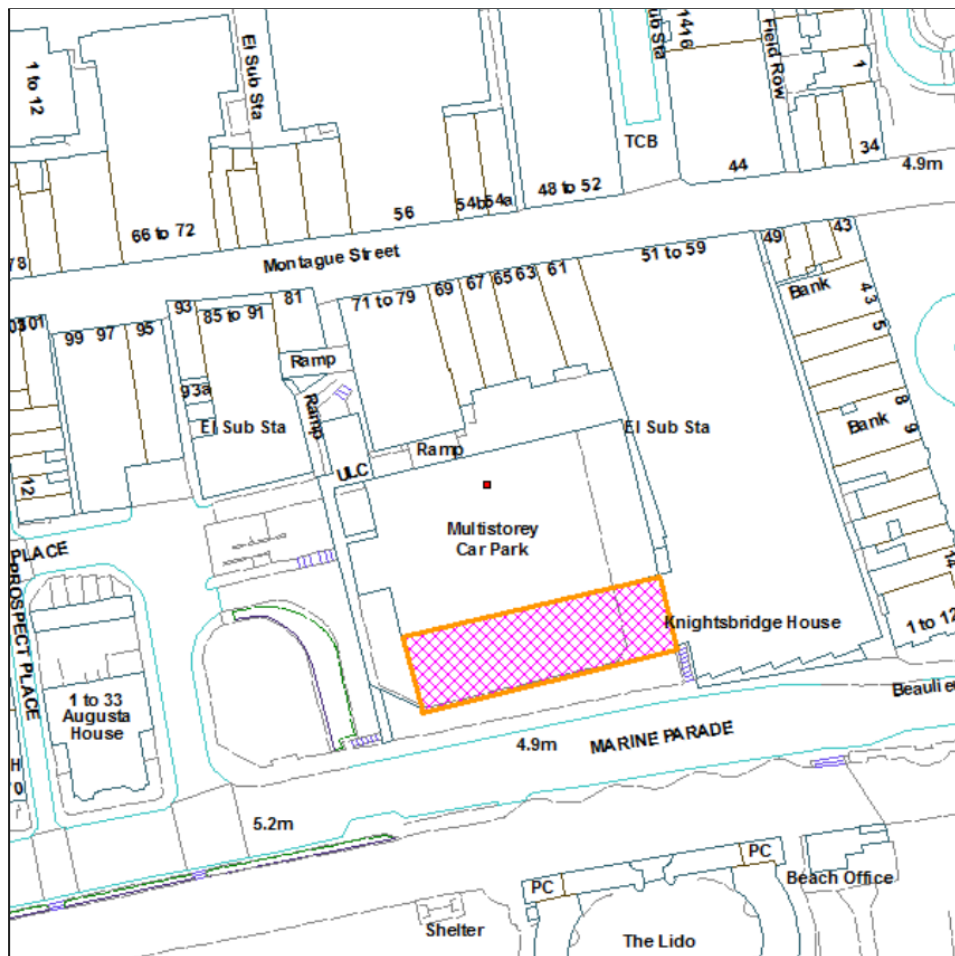 1 to 12
El Sub Sta
ub Sta
1416
Field Row
1
TCB
34
4.9m
44
48 to 52
54b
54a
56
66 to 72
78
Montague Street
51 to 59
49
43
Bank
43
5
93
81
85 to 91
71 to 79
69
67
65
63
61
101
99
97
95
93a
Ramp
Ramp
El Sub Sta
ULC
Ramp
El Sub Sta
8
9
Bank
12
Multistorey
Car Park
14
PLACE
PROSPECT PLACE
Knightsbridge House
1 to 12
1 to 33
Augusta
House
Beaulie
4.9m
MARINE PARADE
H
5.2m
PC
PC
Beach Office
Shelter
The Lido